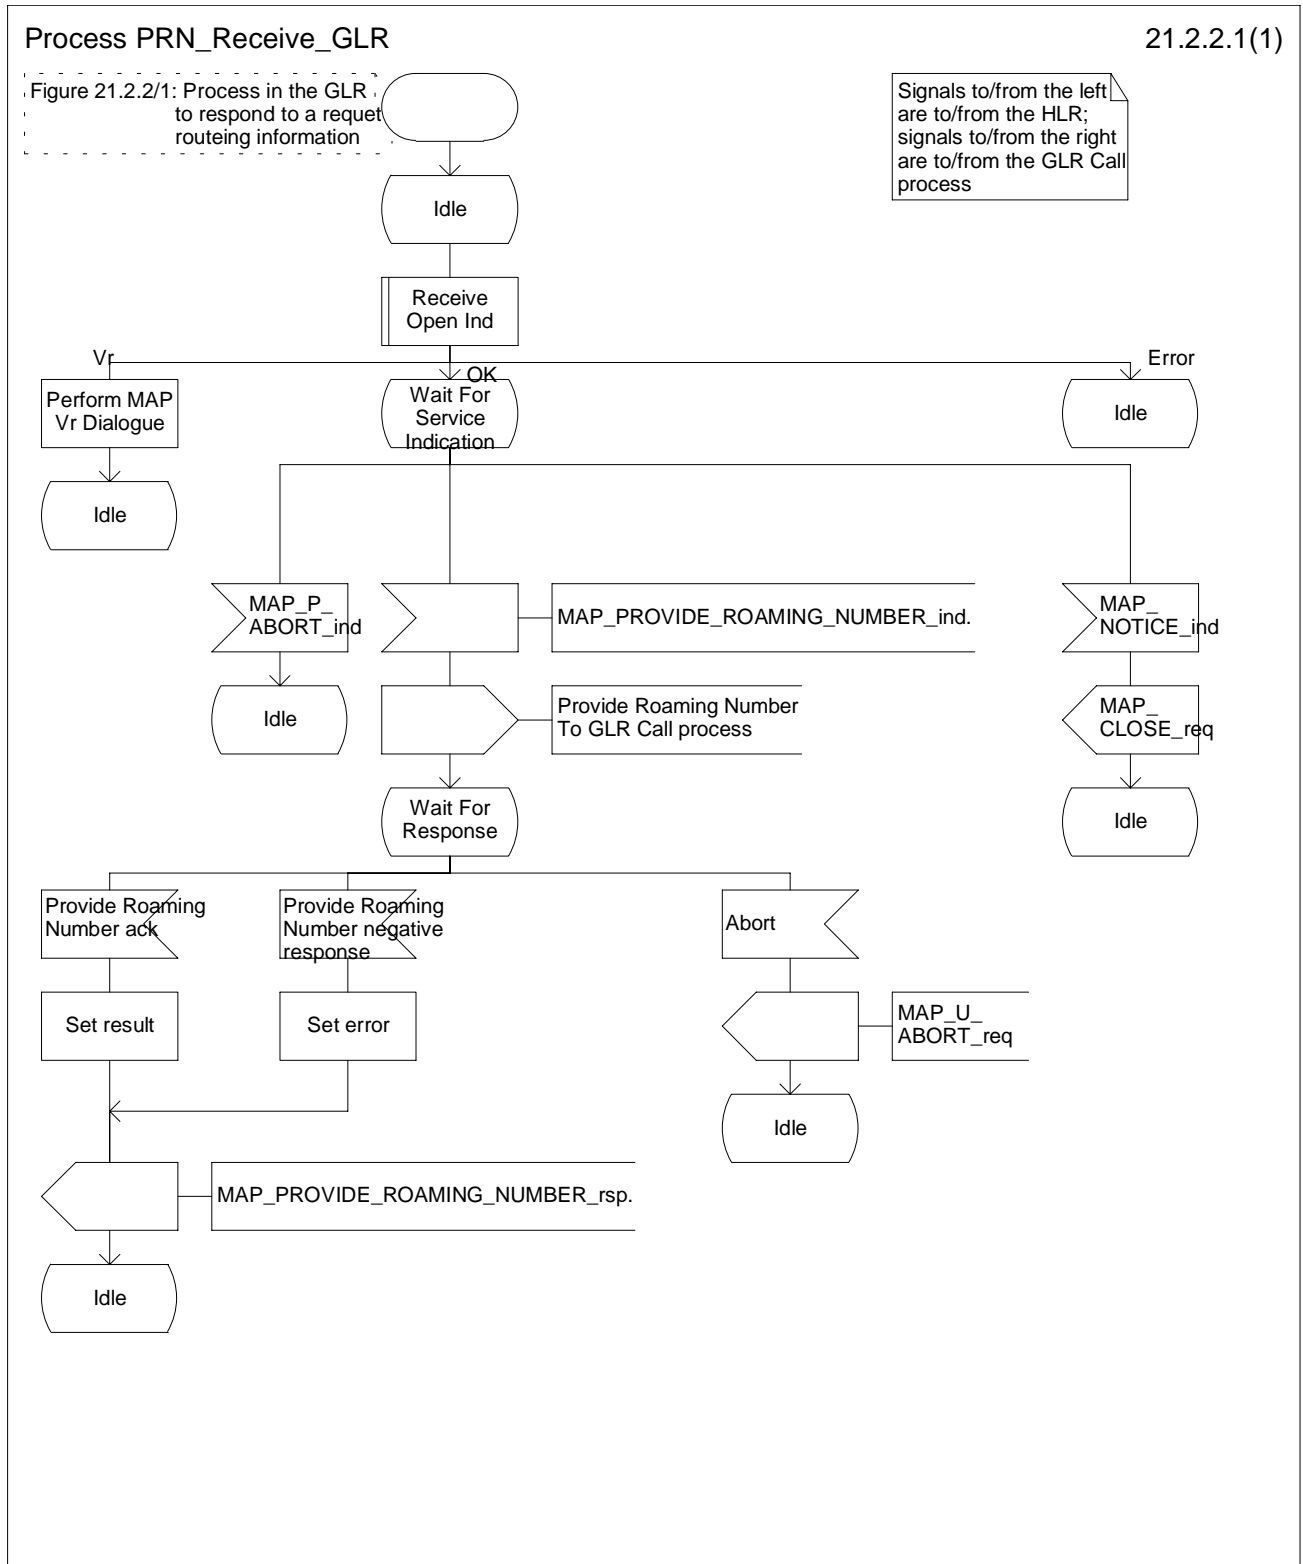 Process PRN_Receive_GLR
21.2.2.1(1)
Figure 21.2.2/1: Process in the GLR
to respond to a requet
routeing information
Signals to/from the left
are to/from the HLR;
signals to/from the right
are to/from the GLR Call
process
Idle
Receive
Open Ind
Vr
OK
Error
Perform MAP
Vr Dialogue
Wait For
Service
Indication
Idle
Idle
MAP_P_
ABORT_ind
MAP_PROVIDE_ROAMING_NUMBER_ind.
MAP_
NOTICE_ind
Idle
Provide Roaming Number
To GLR Call process
MAP_
CLOSE_req
Wait For
Response
Idle
Provide Roaming
Number ack
Provide Roaming
Number negative
response
Abort
Set result
Set error
MAP_U_
ABORT_req
Idle
MAP_PROVIDE_ROAMING_NUMBER_rsp.
Idle